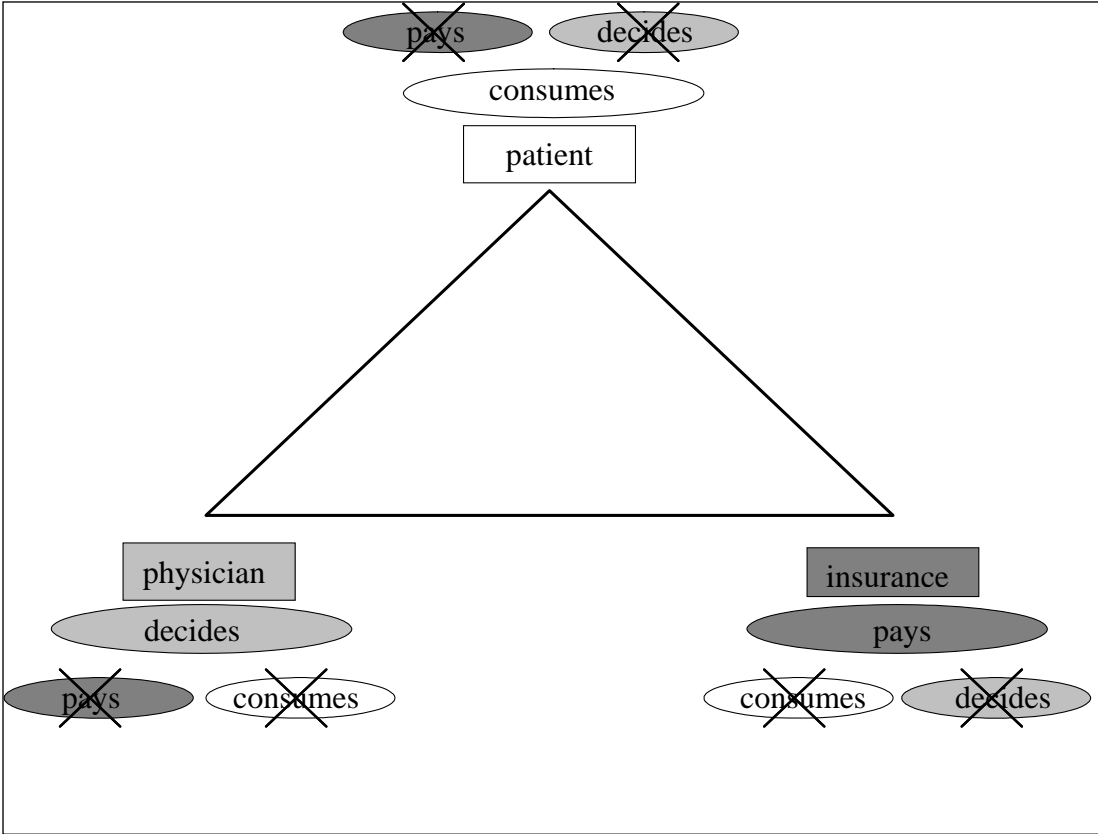 pays decides
consumes
patient
physician insurance
decides pays
pays consumes consumes decides